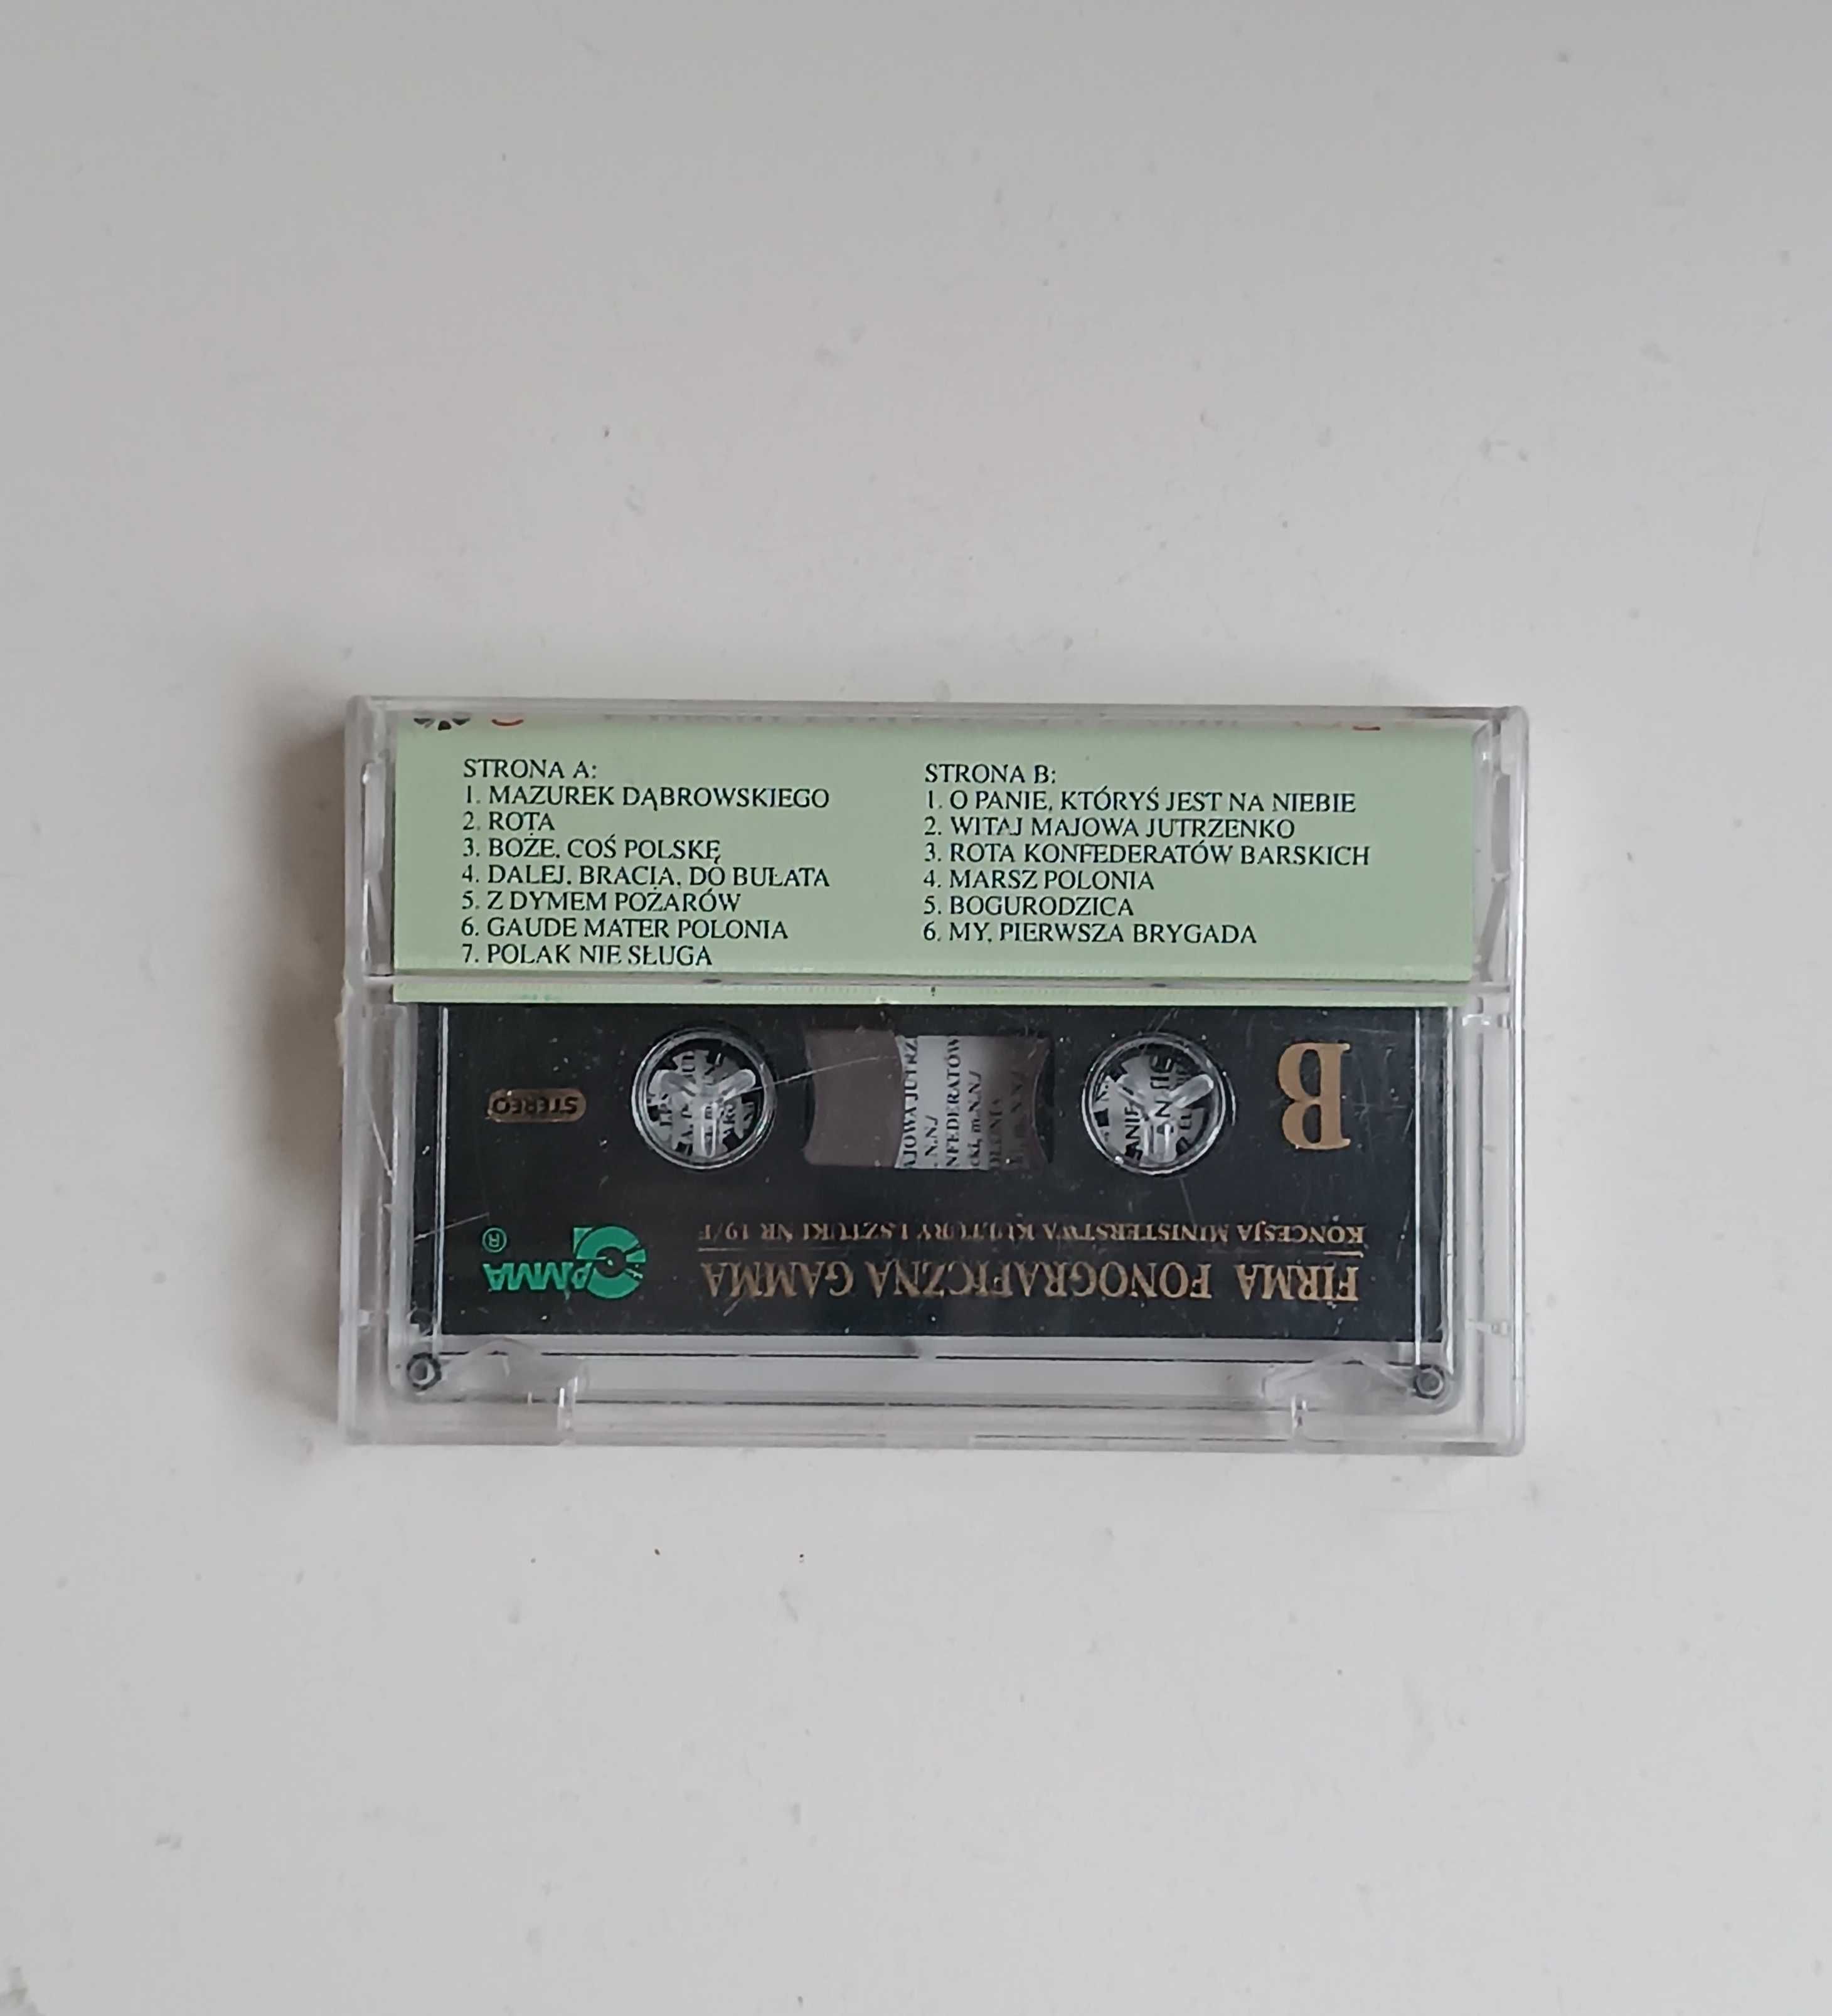 STRONA A:
1. MAZUREK DĄBROWSKIEGO
2. ROTA
3. BOŻE, COŚ POLSKĘ
4. DALEJ, BRACIA, DO BUŁATA
5. Z DYMEM POŻARÓW
6. GAUDE MATER POLONIA
7. POLAK NIE SŁUGA
STRONA B:
1. O PANIE, KTÓRYŚ JEST NA NIEBIE
2. WITAJ MAJOWA JUTRZENKO
3. ROTA KONFEDERATÓW BARSKICH
4. MARSZ POLONIA
5. BOGURODZICA
6. MY, PIERWSZA BRYGADA
FIRMA FONOGRAFICZNA GAMMA
KONCESJA MINISTERSTWA KULTURY I SZTUKI NR 19/F
GAMMA ®
B
STEREO